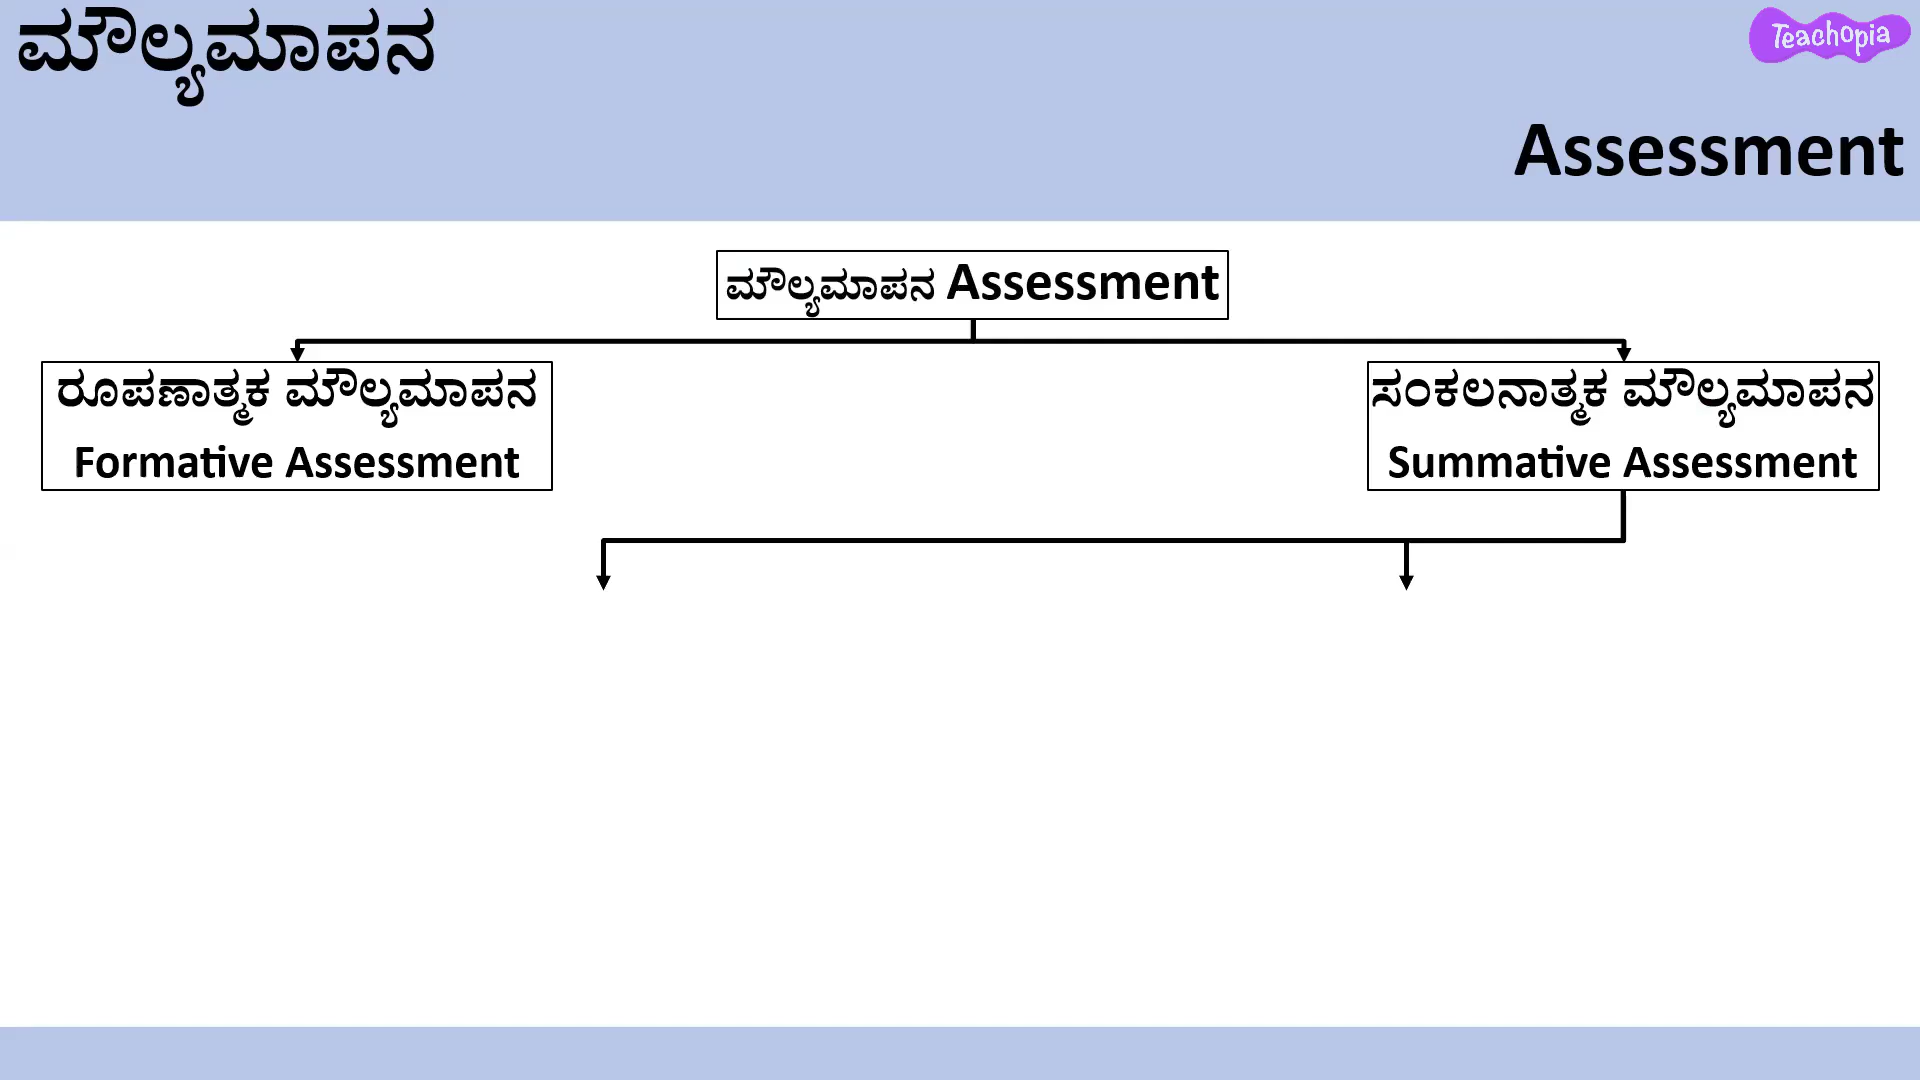 ಮೌಲ್ಯಮಾಪನ
Teachopia
Assessment
ಮೌಲ್ಯಮಾಪನ Assessment
ರೂಪಣಾತ್ಮಕ ಮೌಲ್ಯಮಾಪನ
Formative Assessment
ಸಂಕಲನಾತ್ಮಕ ಮೌಲ್ಯಮಾಪನ
Summative Assessment